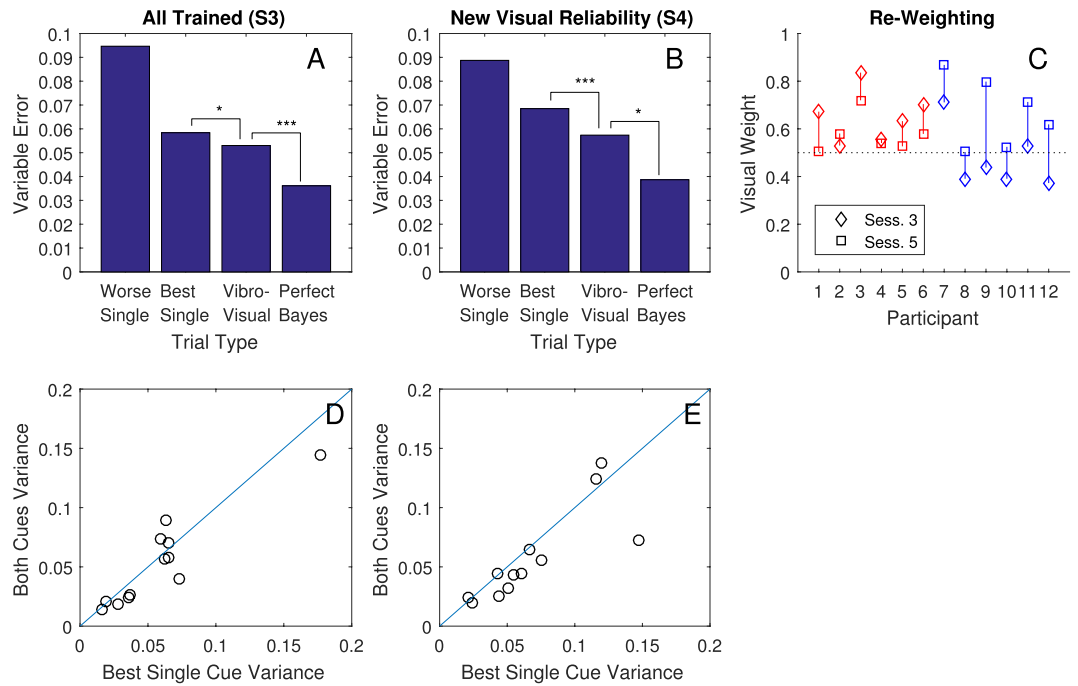 All Trained (S3)
A
Variable Error
0.1
0.09
0.08
0.07
0.06
0.05
0.04
0.03
0.02
0.01
0
*
***
Worse Single
Best Single
Vibro-Visual
Perfect Bayes
Trial Type
New Visual Reliability (S4)
B
Variable Error
0.1
0.09
0.08
0.07
0.06
0.05
0.04
0.03
0.02
0.01
0
***
*
Worse Single
Best Single
Vibro-Visual
Perfect Bayes
Trial Type
Re-Weighting
C
Visual Weight
1
0.8
0.6
0.4
0.2
0
Sess. 3
Sess. 5
1 2 3 4 5 6 7 8 9 10 11 12
Participant
D
Both Cues Variance
0.2
0.15
0.1
0.05
0
0 0.05 0.1 0.15 0.2
Best Single Cue Variance
E
Both Cues Variance
0.2
0.15
0.1
0.05
0
0 0.05 0.1 0.15 0.2
Best Single Cue Variance